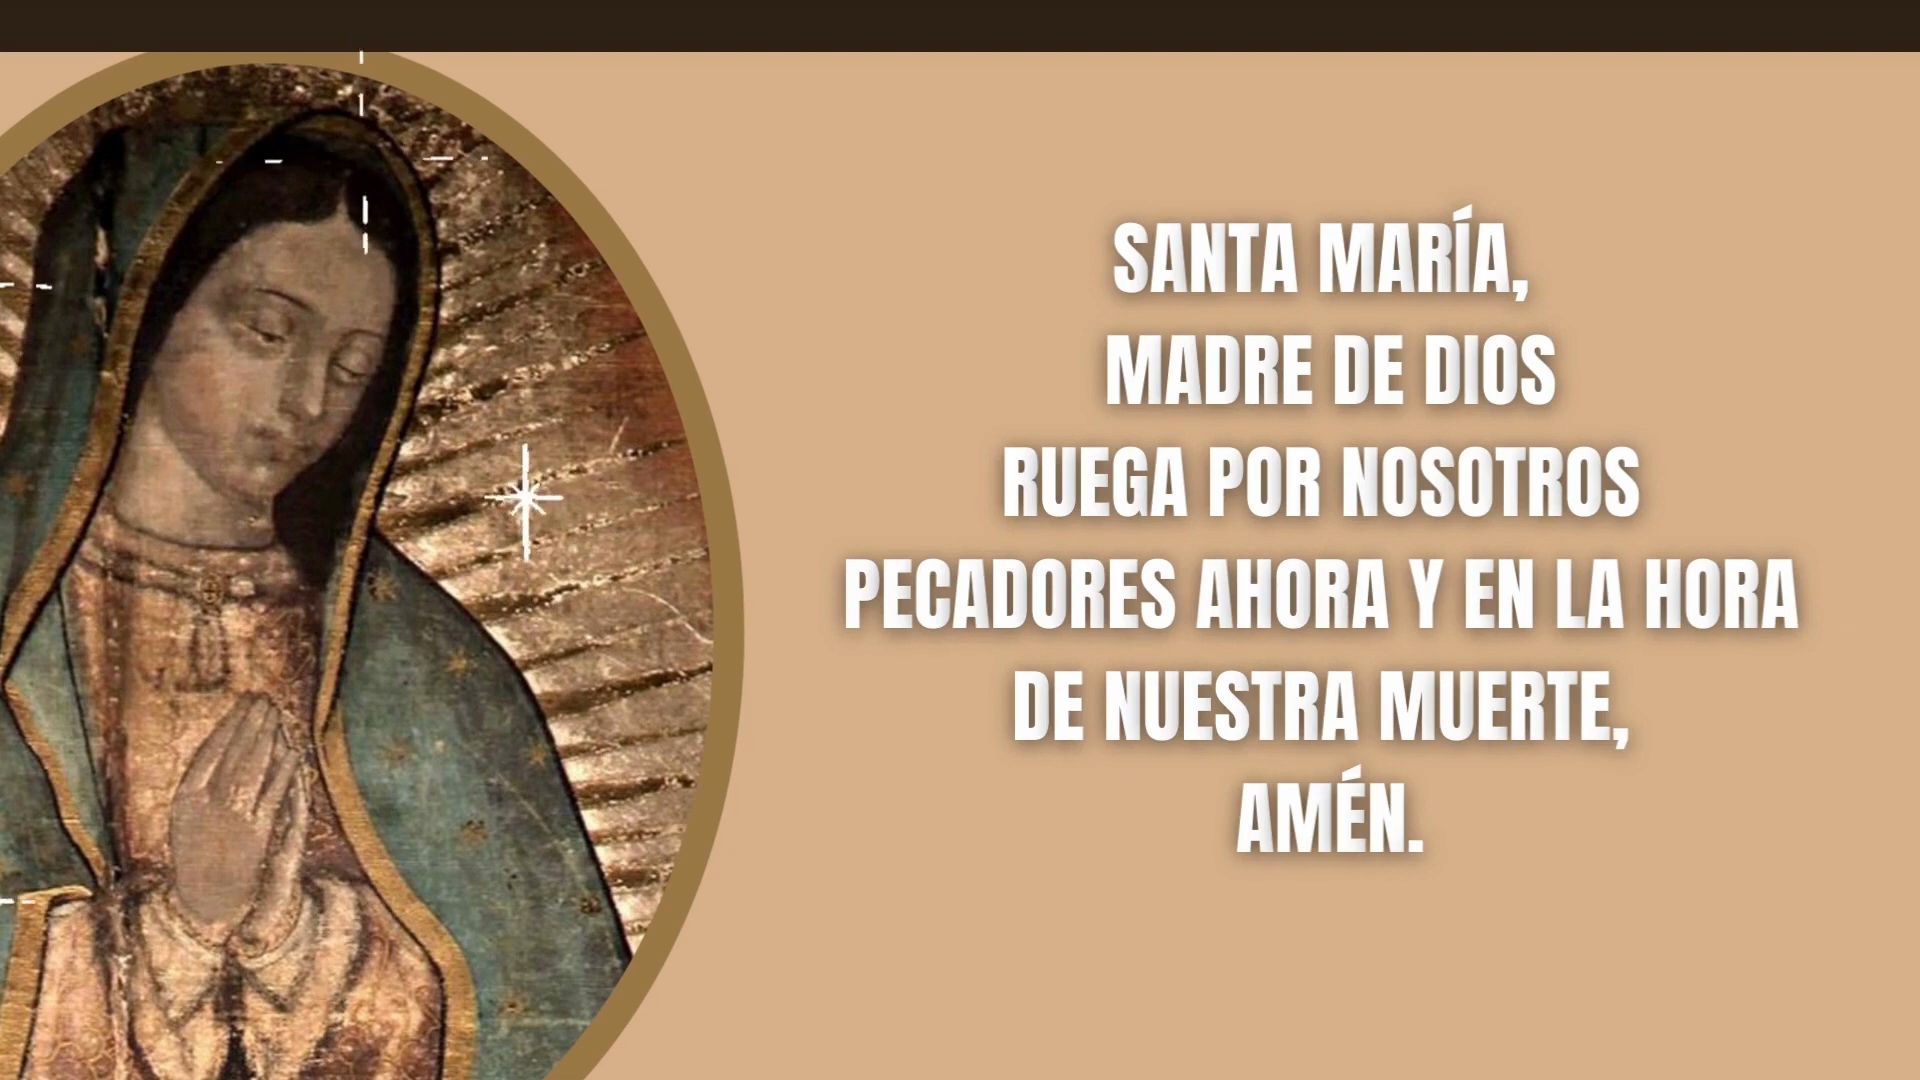 SANTA MARÍA,
MADRE DE DIOS
RUEGA POR NOSOTROS
PECADORES AHORA Y EN LA HORA
DE NUESTRA MUERTE,
AMÉN.